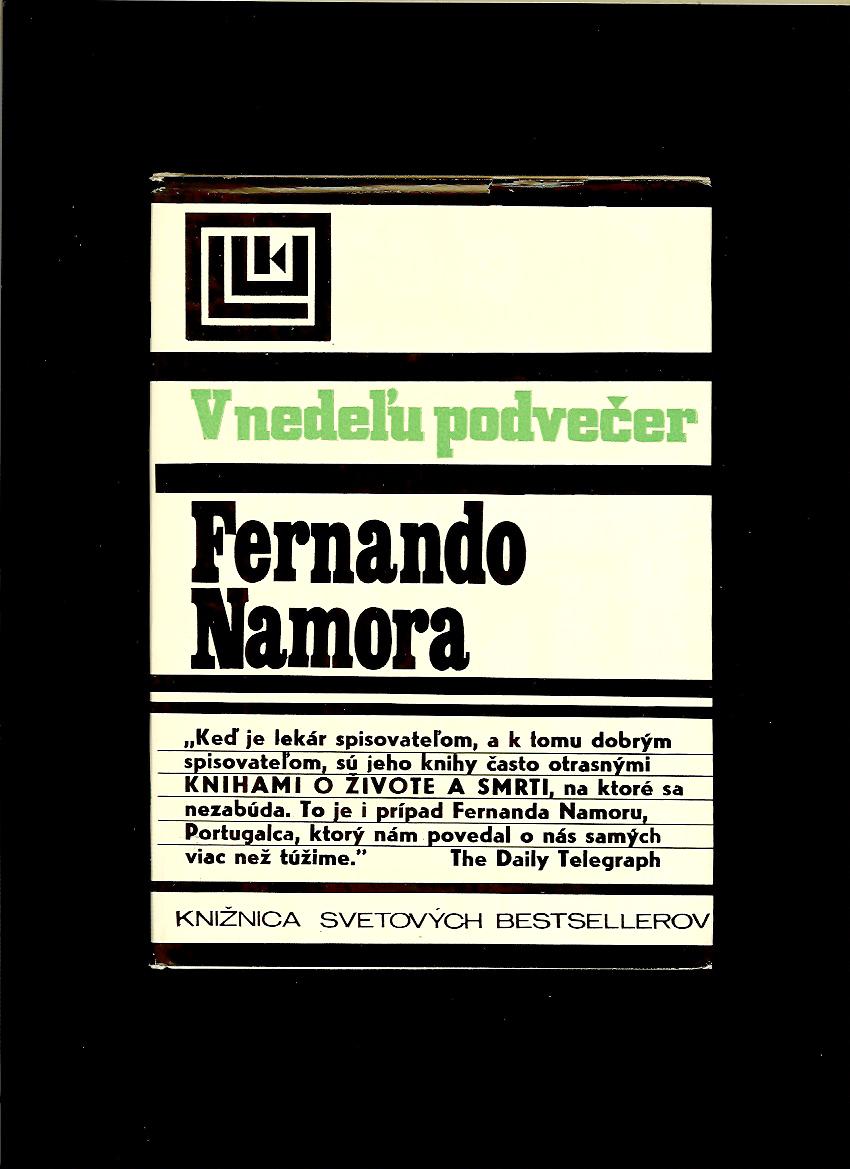 V nedeľu podvečer
Fernando
Namora
„Keď je lekár spisovateľom, a k tomu dobrým
spisovateľom, sú jeho knihy často otrasnými
KNIHAMI O ŽIVOTE A SMRTI, na ktoré sa
nezabúda. To je i prípad Fernanda Namoru,
Portugalca, ktorý nám povedal o nás samých
viac než túžime.” The Daily Telegraph
KNIŽNICA SVETOVÝCH BESTSELLEROV